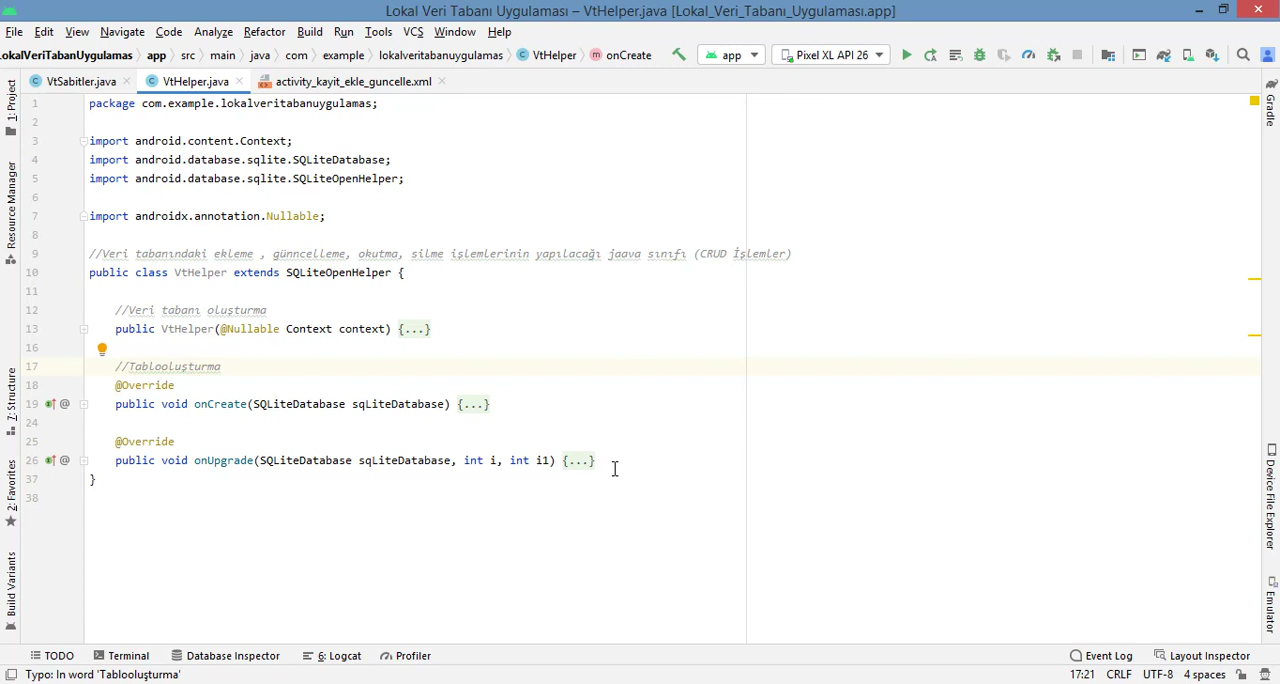 Lokal Veri Tabanı Uygulaması – VtHelper.java [Lokal_Veri_Tabanı_Uygulaması.app]
File Edit View Navigate Code Analyze Refactor Build Run Tools VCS Window Help
LokalVeriTabanUygulamas app src main java com example lokalveritabanuygulamas VtHelper onCreate app Pixel XL API 26
VtSabitler.java VtHelper.java activity_kayit_ekle_guncelle.xml
1: Project
Resource Manager
7: Structure
2: Favorites
Build Variants
1 package com.example.lokalveritabanuygulamas;
2
3 import android.content.Context;
4 import android.database.sqlite.SQLiteDatabase;
5 import android.database.sqlite.SQLiteOpenHelper;
6
7 import androidx.annotation.Nullable;
8
9 //Veri tabanındaki ekleme , günncelleme, okutma, silme işlemlerinin yapılacağı jaava sınıfı (CRUD İşlemler)
10 public class VtHelper extends SQLiteOpenHelper {
11
12 //Veri tabanı oluşturma
13 public VtHelper(@Nullable Context context) {...}
16
17 //Tablooluşturma
18 @Override
19 public void onCreate(SQLiteDatabase sqLiteDatabase) {...}
24
25 @Override
26 public void onUpgrade(SQLiteDatabase sqLiteDatabase, int i, int i1) {...}
37 }
38
Gradle
Device File Explorer
Emulator
TODO Terminal Database Inspector 6: Logcat Profiler Event Log Layout Inspector
Typo: In word 'Tablooluşturma' 17:21 CRLF UTF-8 4 spaces